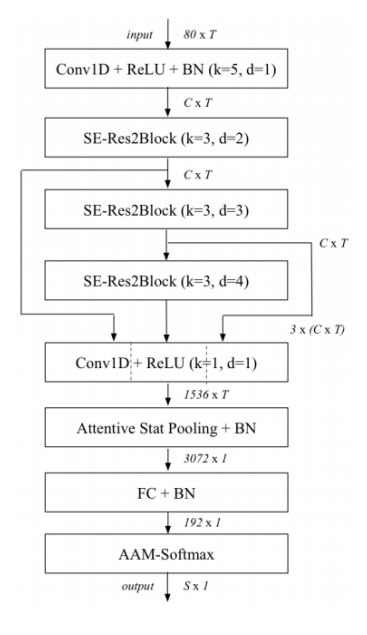 input 80 x T
Conv1D + ReLU + BN (k=5, d=1)
C x T
SE-Res2Block (k=3, d=2)
C x T
SE-Res2Block (k=3, d=3)
C x T
SE-Res2Block (k=3, d=4)
3 x (C x T)
Conv1D + ReLU (k=1, d=1)
1536 x T
Attentive Stat Pooling + BN
3072 x 1
FC + BN
192 x 1
AAM-Softmax
output S x 1